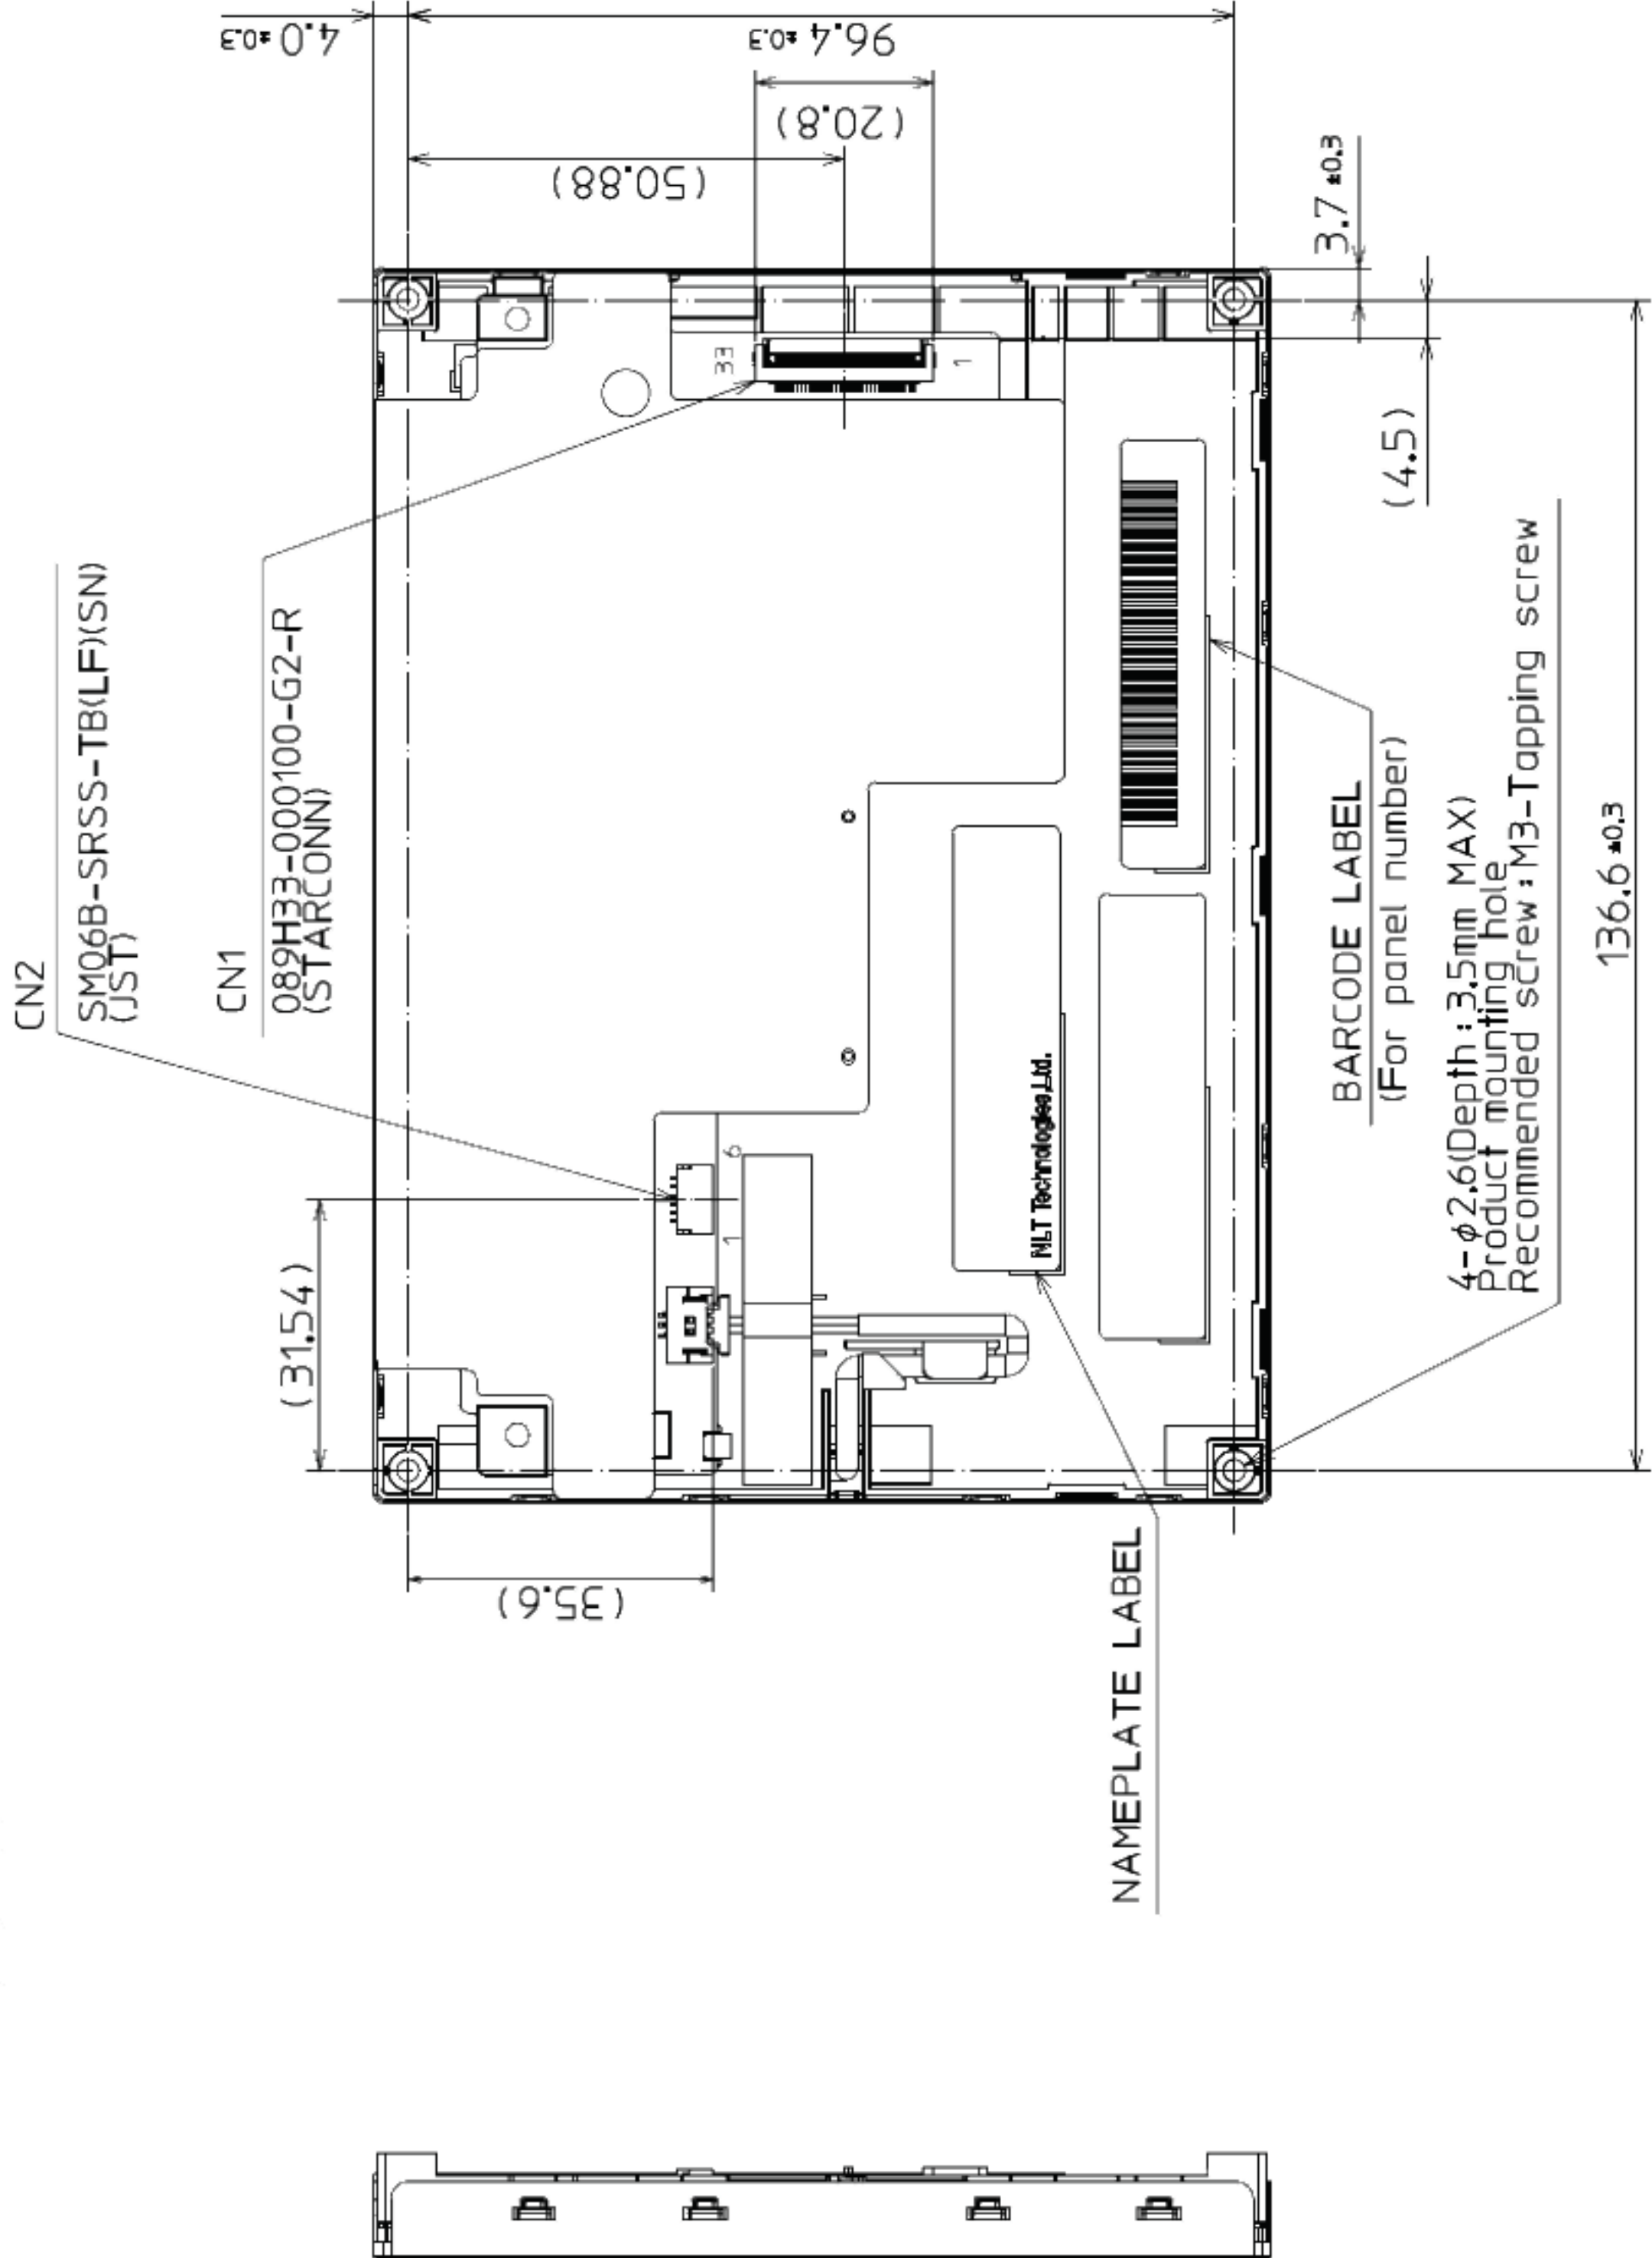 CN2
SM06B-SRSS-TB(LF)(SN)
(JST)
CN1
089H33-000100-G2-R
(STARCONN)
4.0 ±0.3
96.4 ±0.3
(20.8)
(50.88)
3.7 ±0.3
(4.5)
33
1
(31.54)
6
1
(35.6)
NLT Technologies,Ltd.
NAMEPLATE LABEL
BARCODE LABEL
(For panel number)
4-φ2.6(Depth:3.5mm MAX)
Product mounting hole
Recommended screw:M3-Tapping screw
136.6 ±0.3